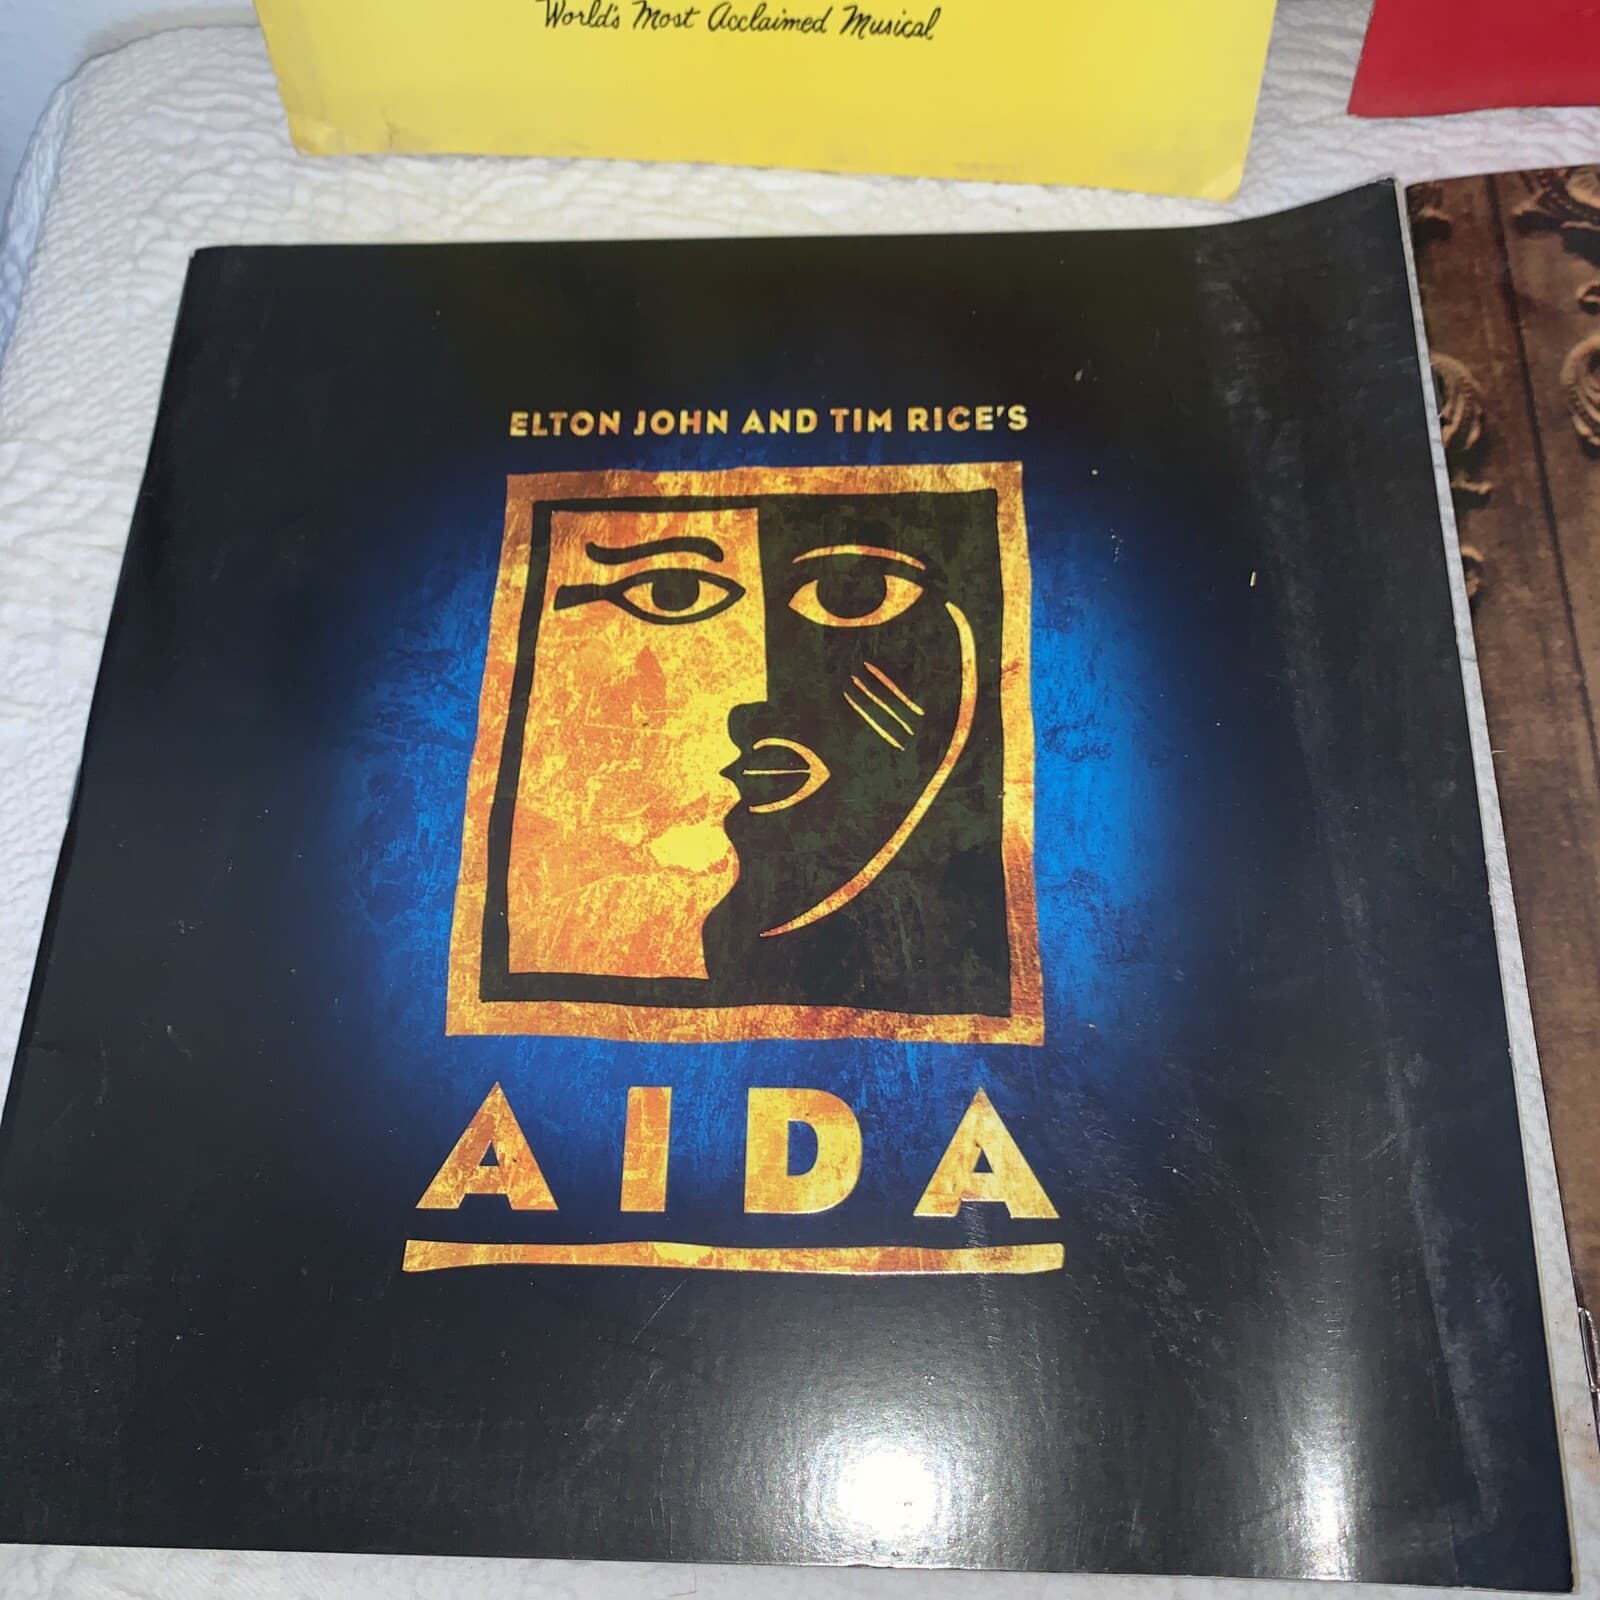 World's Most Acclaimed Musical
ELTON JOHN AND TIM RICE'S
AIDA